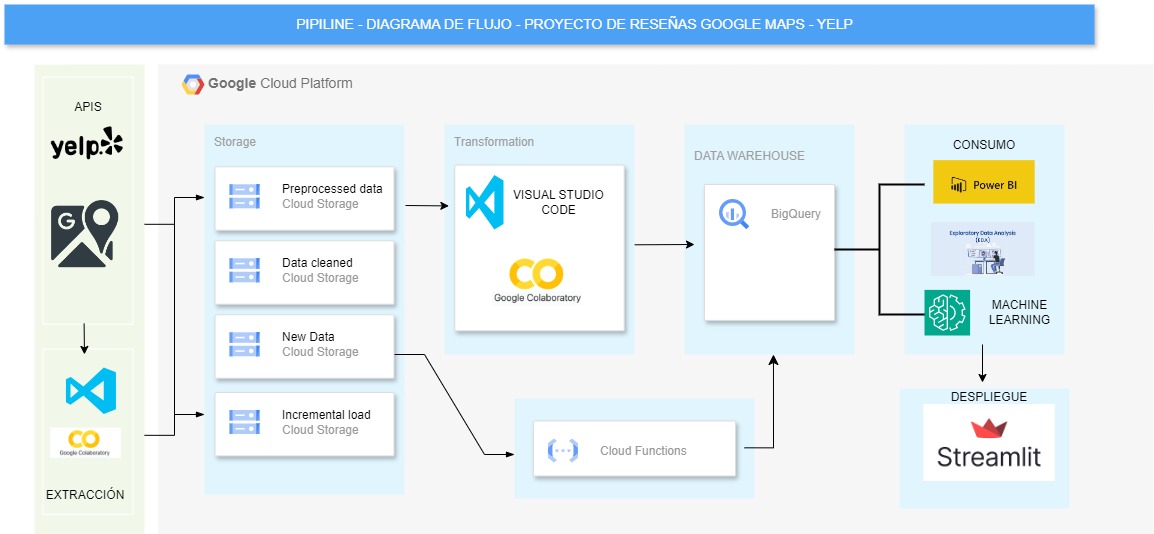 PIPILINE - DIAGRAMA DE FLUJO - PROYECTO DE RESEÑAS GOOGLE MAPS - YELP
APIS
yelp
G
EXTRACCIÓN
Google Colaboratory
Google Cloud Platform
Storage
Preprocessed data
Cloud Storage
Data cleaned
Cloud Storage
New Data
Cloud Storage
Incremental load
Cloud Storage
Transformation
VISUAL STUDIO
CODE
Google Colaboratory
Cloud Functions
DATA WAREHOUSE
BigQuery
CONSUMO
Power BI
Exploratory Data Analysis
(EDA)
MACHINE
LEARNING
DESPLIEGUE
Streamlit